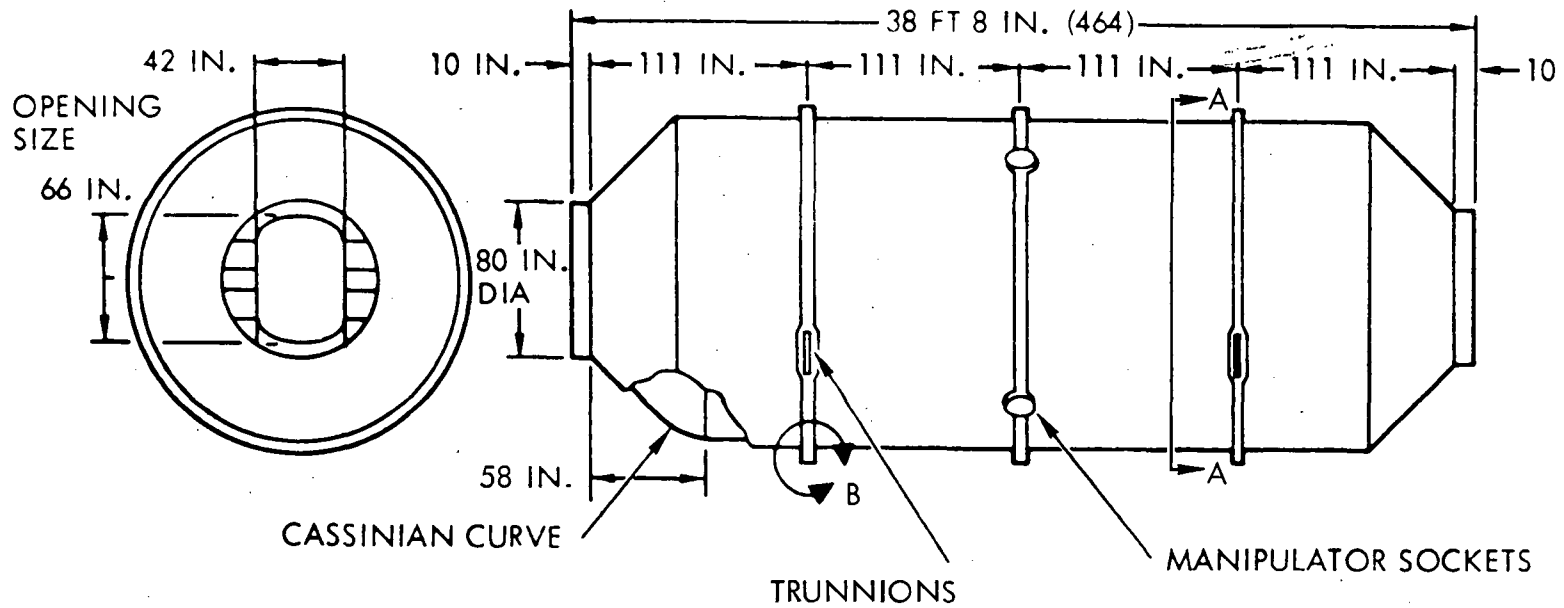 38 FT 8 IN. (464)
42 IN.
10 IN.
111 IN.
111 IN.
111 IN.
111 IN.
10
OPENING
SIZE
A
66 IN.
80 IN.
DIA
58 IN.
B
A
CASSINIAN CURVE
MANIPULATOR SOCKETS
TRUNNIONS